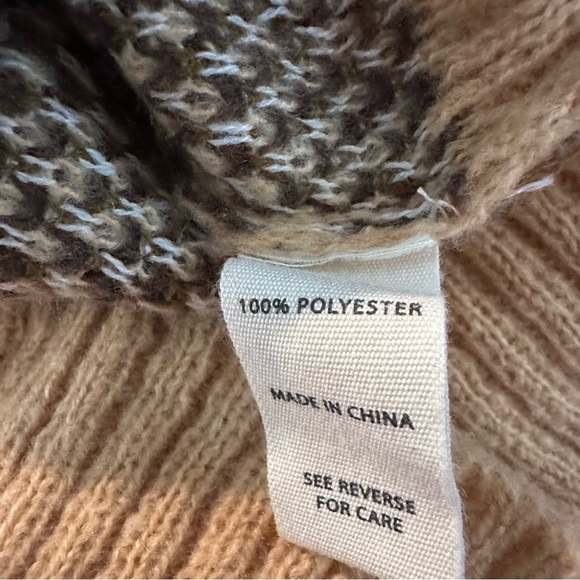 100% POLYESTER
MADE IN CHINA
SEE REVERSE
FOR CARE